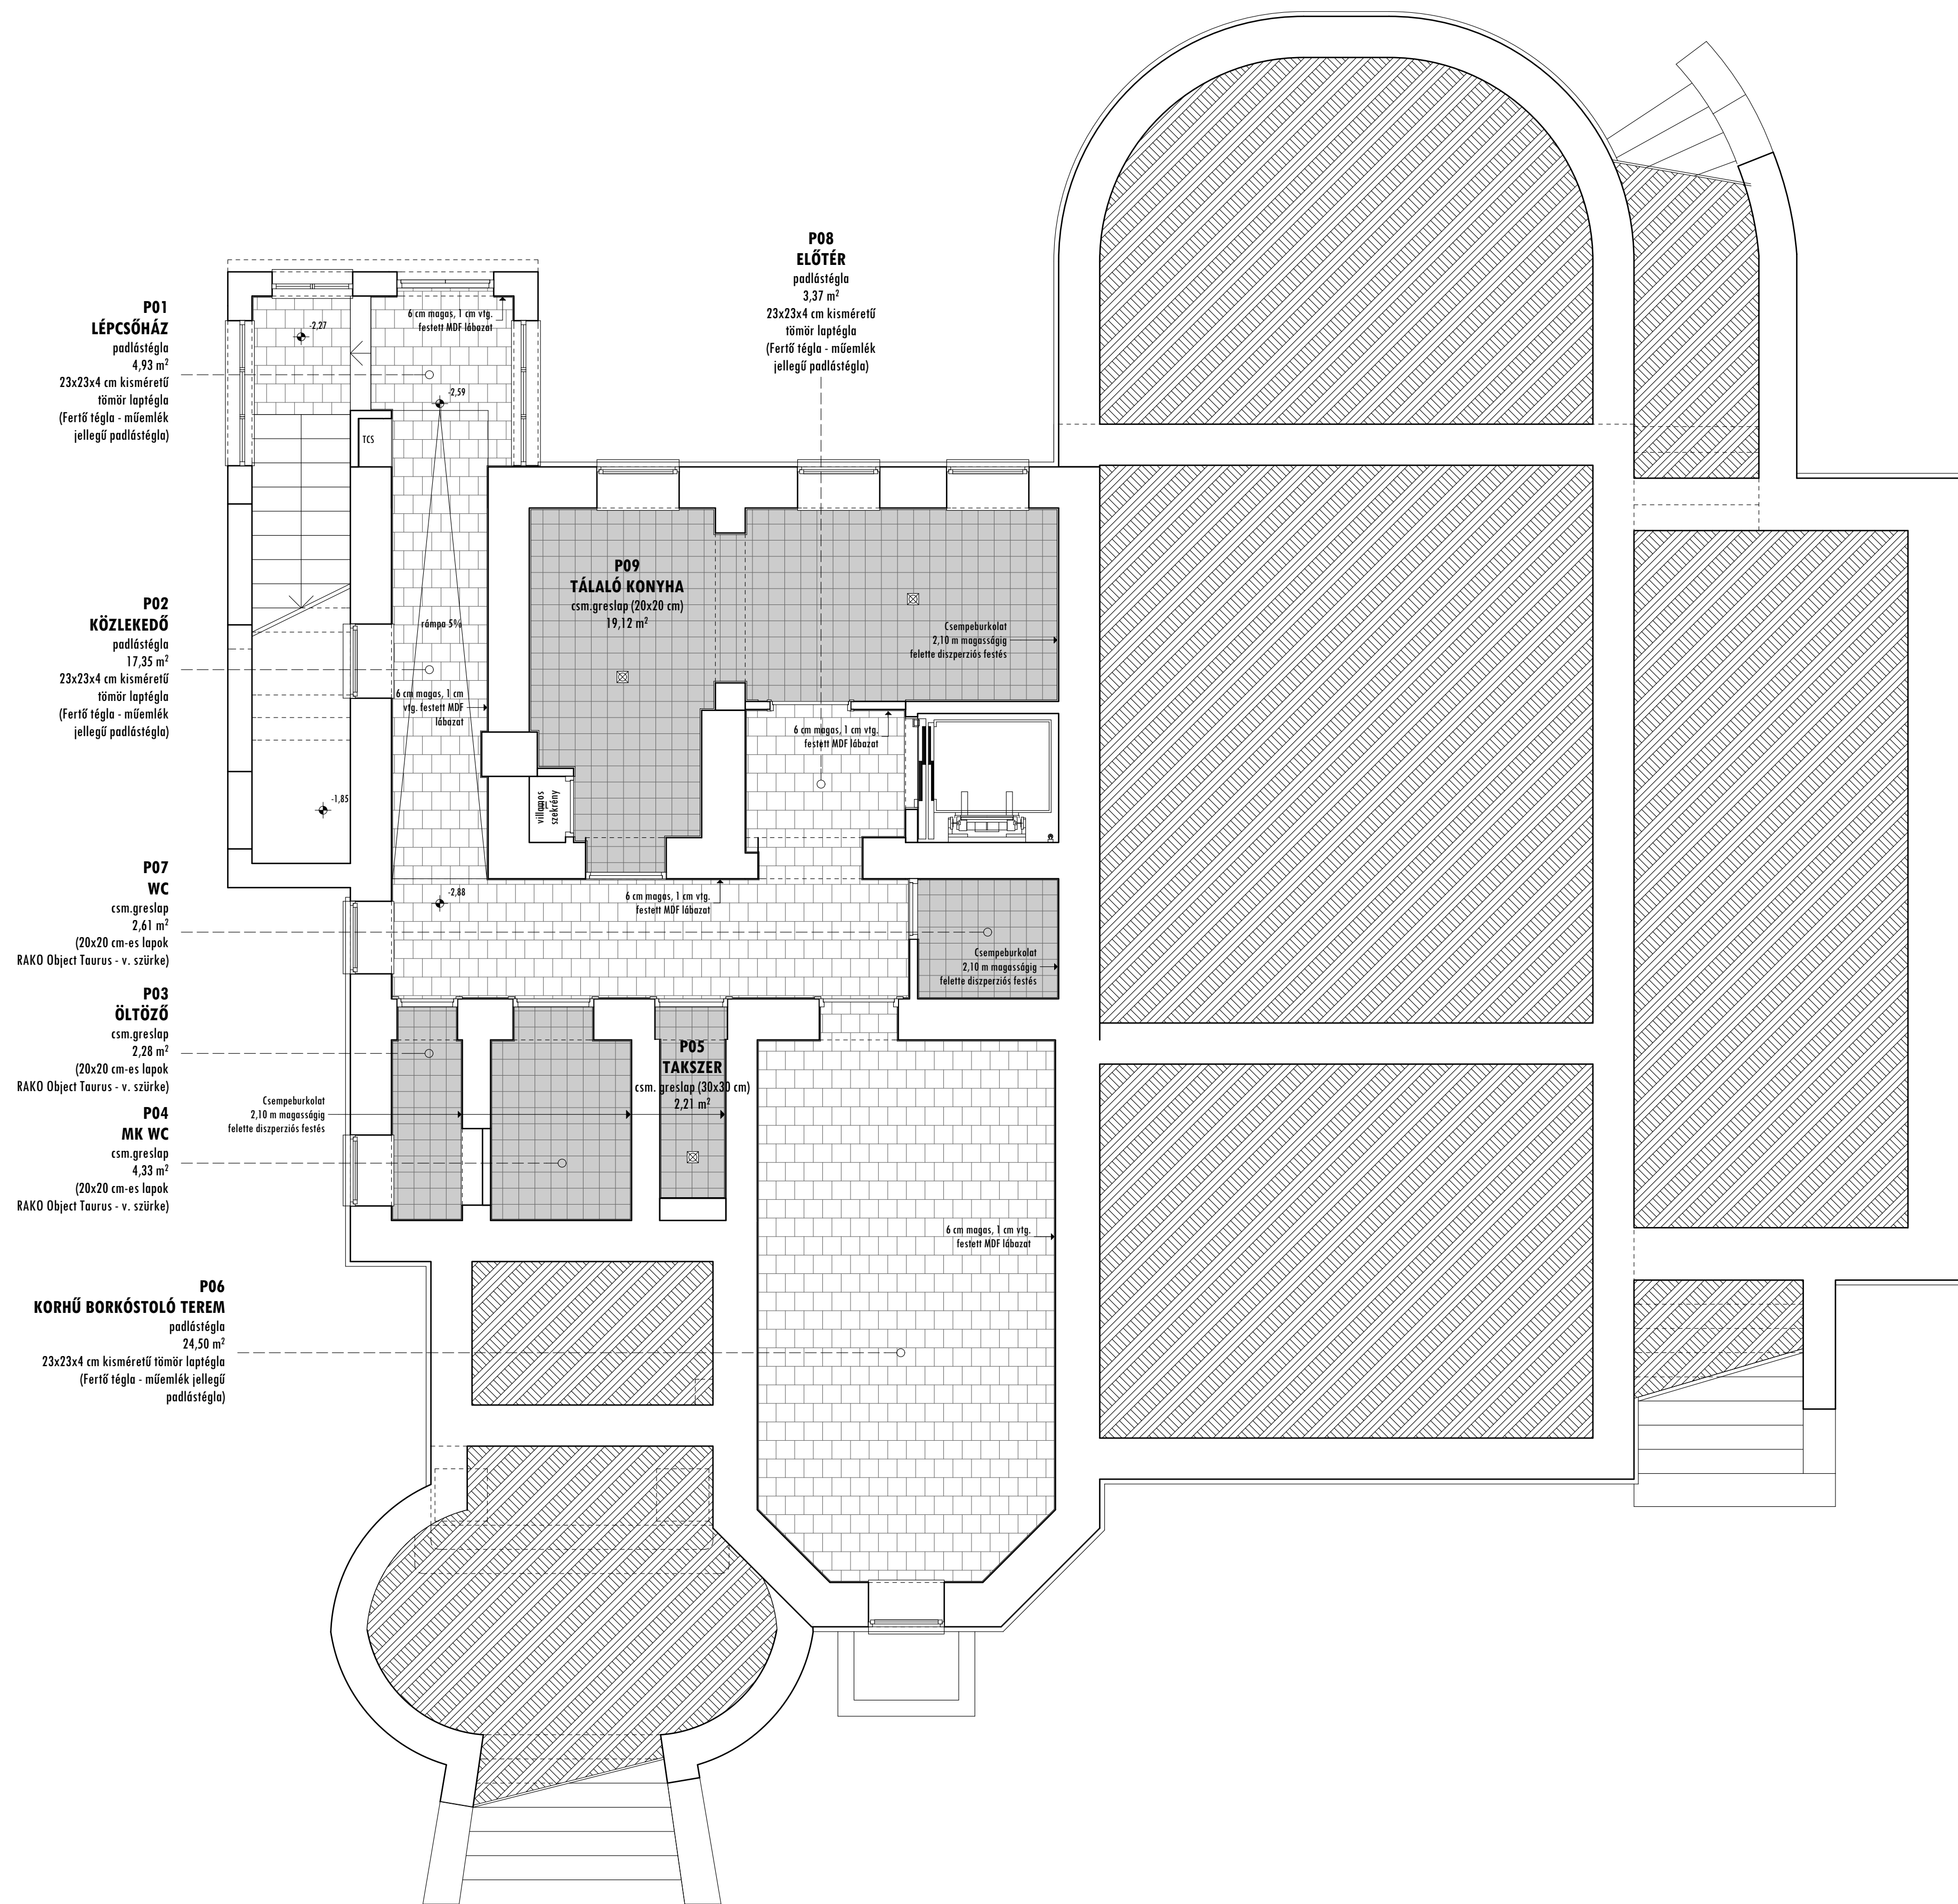 P08
ELŐTÉR
padlástégla
3,37 m²
23x23x4 cm kisméretű
tömör laptégla
(Fertő tégla - műemlék
jellegű padlástégla)
P01
LÉPCSŐHÁZ
padlástégla
4,93 m²
23x23x4 cm kisméretű
tömör laptégla
(Fertő tégla - műemlék
jellegű padlástégla)
-2,27
6 cm magas, 1 cm vtg.
festett MDF lábazat
-2,59
TCS
P09
TÁLALÓ KONYHA
csm.greslap (20x20 cm)
19,12 m²
Csempeburkolat
2,10 m magasságig
felette diszperziós festés
P02
KÖZLEKEDŐ
padlástégla
17,35 m²
23x23x4 cm kisméretű
tömör laptégla
(Fertő tégla - műemlék
jellegű padlástégla)
rámpa 5%
6 cm magas, 1 cm
vtg. festett MDF
lábazat
6 cm magas, 1 cm vtg.
festett MDF lábazat
villamos
szekrény
-1,85
P07
WC
csm.greslap
2,61 m²
(20x20 cm-es lapok
RAKO Object Taurus - v. szürke)
-2,88
6 cm magas, 1 cm vtg.
festett MDF lábazat
Csempeburkolat
2,10 m magasságig
felette diszperziós festés
P03
ÖLTÖZŐ
csm.greslap
2,28 m²
(20x20 cm-es lapok
RAKO Object Taurus - v. szürke)
P05
TAKSZER
csm. greslap (30x30 cm)
2,21 m²
Csempeburkolat
2,10 m magasságig
felette diszperziós festés
P04
MK WC
csm.greslap
4,33 m²
(20x20 cm-es lapok
RAKO Object Taurus - v. szürke)
6 cm magas, 1 cm vtg.
festett MDF lábazat
P06
KORHŰ BORKÓSTOLÓ TEREM
padlástégla
24,50 m²
23x23x4 cm kisméretű tömör laptégla
(Fertő tégla - műemlék jellegű
padlástégla)